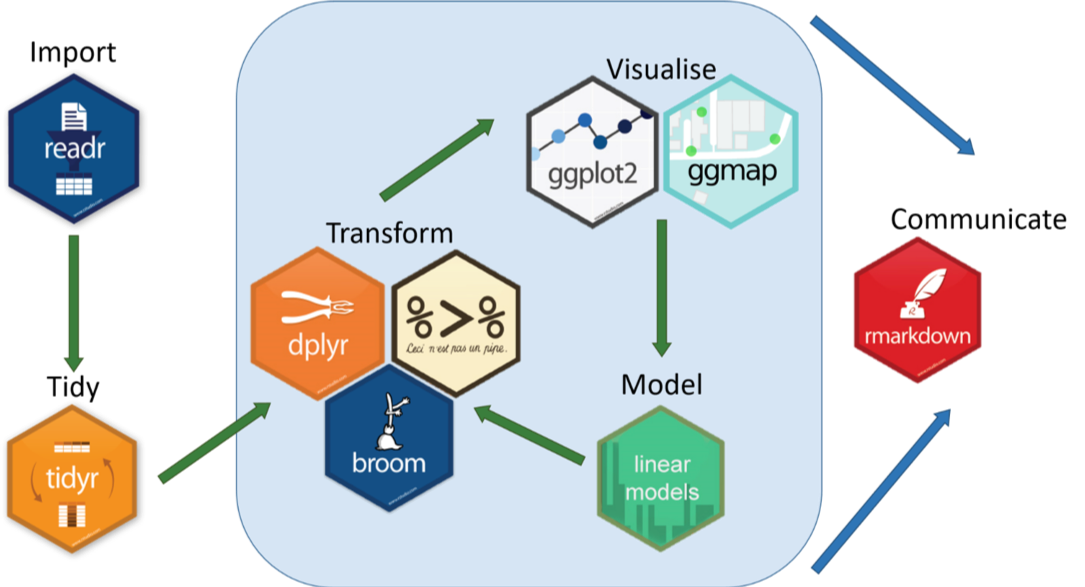 Import
readr
Tidy
tidyr
Transform
dplyr
%>%
Ceci n'est pas un pipe.
broom
Visualise
ggplot2
ggmap
Model
linear
models
Communicate
rmarkdown